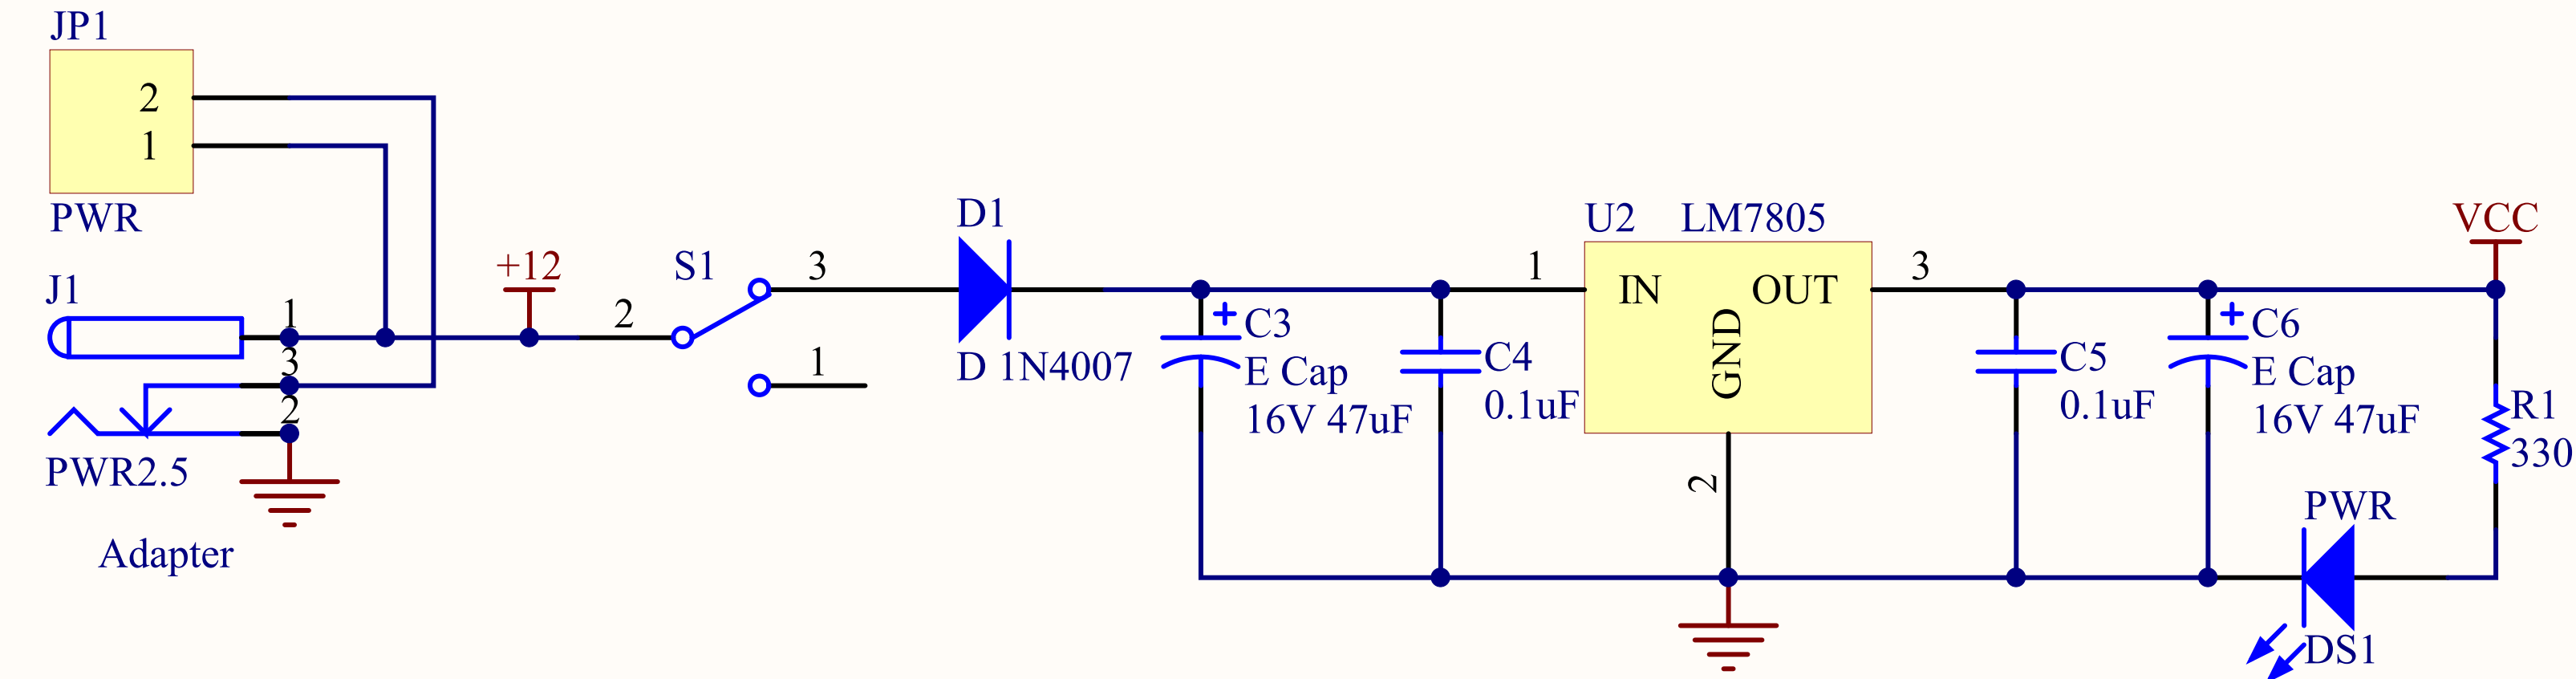 JP1
2
1
PWR
J1
1
3
2
PWR2.5
Adapter
+12
2
S1
3
1
D1
D 1N4007
C3
E Cap
16V 47uF
C4
0.1uF
U2 LM7805
1
IN
OUT
GND
3
2
C5
0.1uF
C6
E Cap
16V 47uF
VCC
R1
330
PWR
DS1